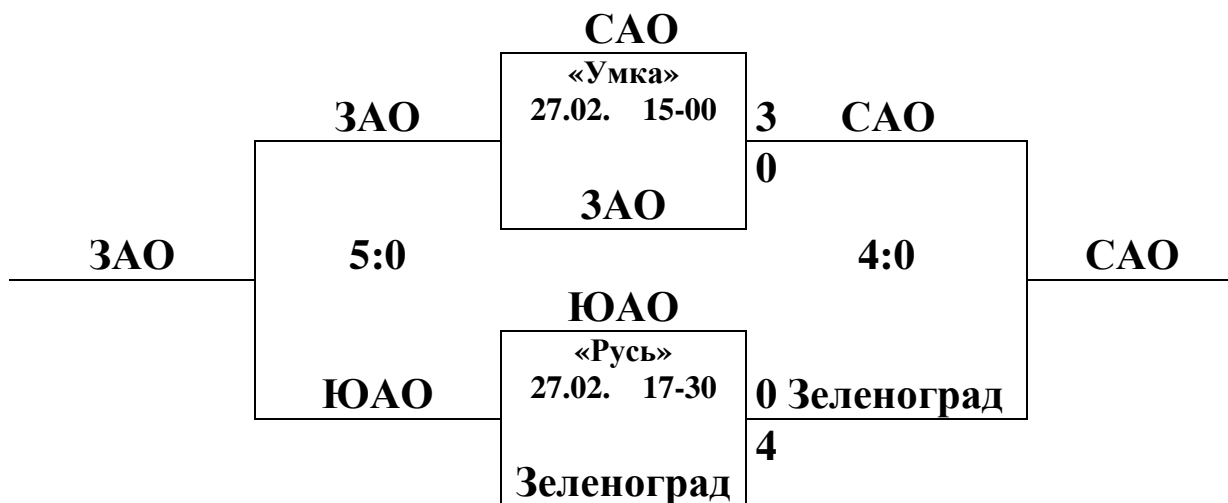 САО
«Умка»
27.02. 15-00
ЗАО
3
САО
0
ЗАО
ЗАО
5:0
4:0
САО
ЮАО
«Русь»
27.02. 17-30
ЮАО
0 Зеленоград
4
Зеленоград